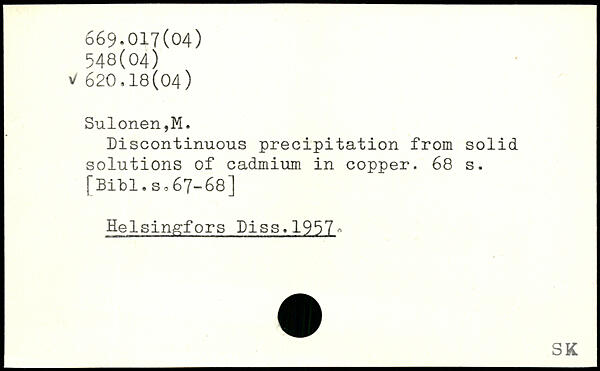 669.017(04)
548(04)
✓ 620.18(04)
Sulonen,M.
Discontinuous precipitation from solid
solutions of cadmium in copper. 68 s.
[Bibl.s.67-68]
Helsingfors Diss.1957.
SK